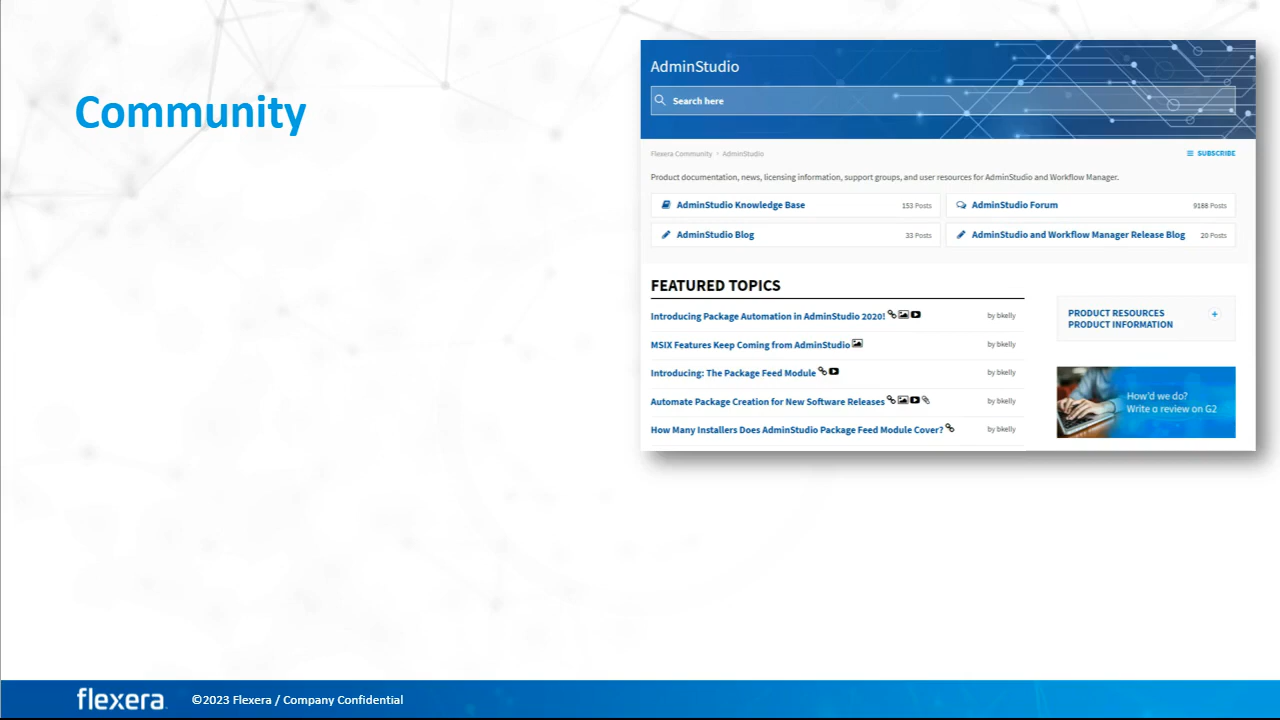 Community
AdminStudio
Search here
Flexera Community › AdminStudio
SUBSCRIBE
Product documentation, news, licensing information, support groups, and user resources for AdminStudio and Workflow Manager.
AdminStudio Knowledge Base 153 Posts
AdminStudio Forum 9188 Posts
AdminStudio Blog 33 Posts
AdminStudio and Workflow Manager Release Blog 20 Posts
FEATURED TOPICS
Introducing Package Automation in AdminStudio 2020! by bkelly
MSIX Features Keep Coming from AdminStudio by bkelly
Introducing: The Package Feed Module by bkelly
Automate Package Creation for New Software Releases by bkelly
How Many Installers Does AdminStudio Package Feed Module Cover? by bkelly
PRODUCT RESOURCES +
PRODUCT INFORMATION
How'd we do?
Write a review on G2
flexera
©2023 Flexera / Company Confidential